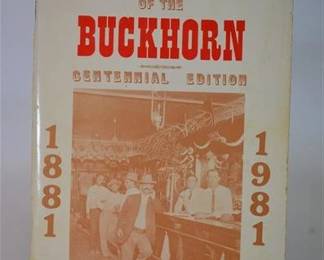 OF THE
BUCKHORN
CENTENNIAL EDITION
1881
1981